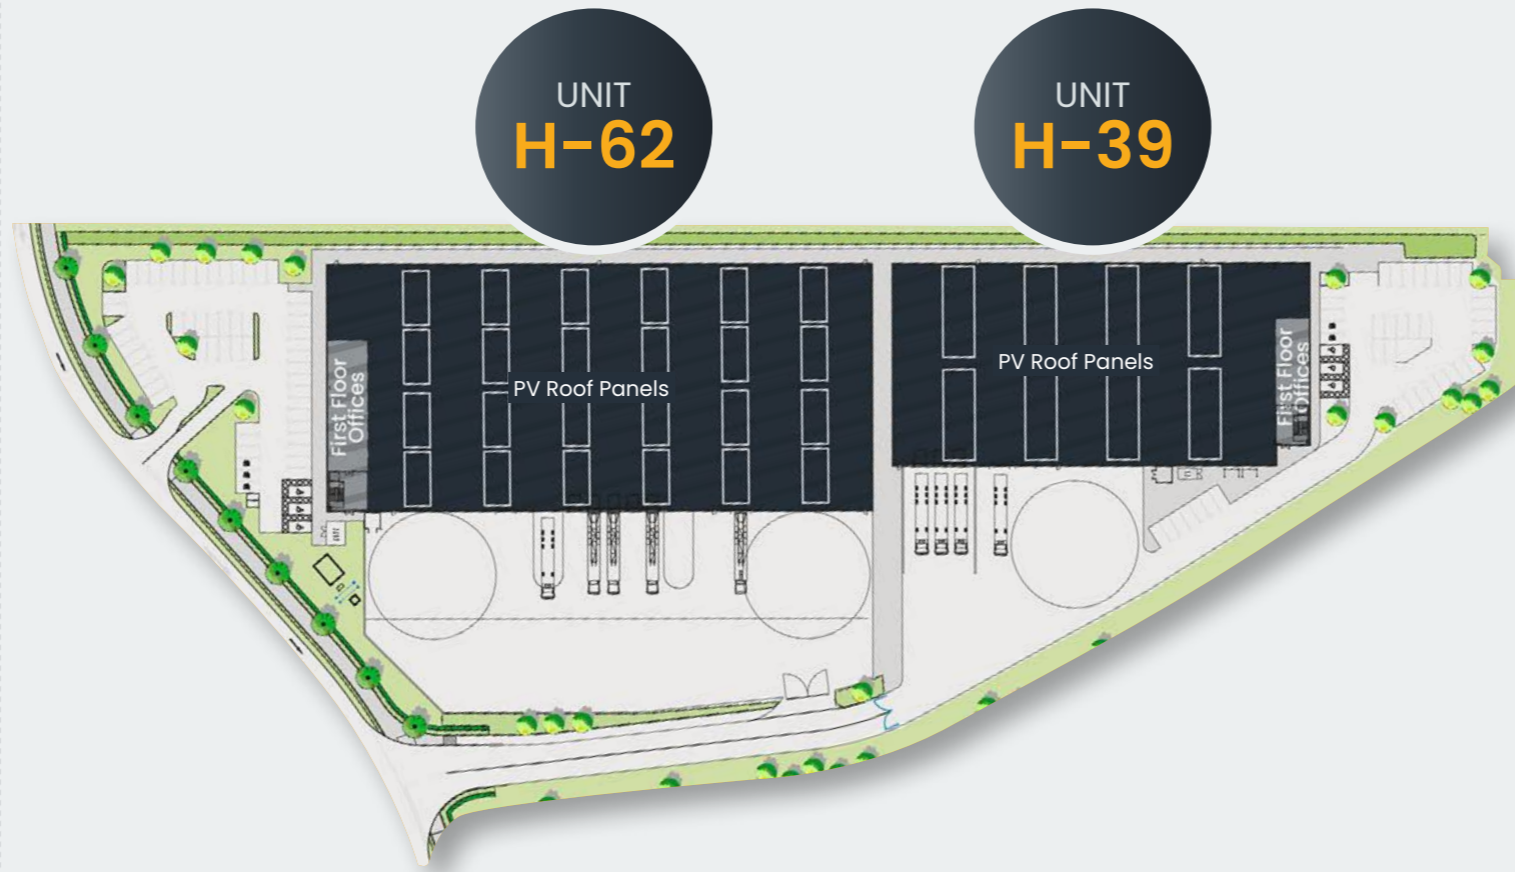 UNIT
H-62
UNIT
H-39
First Floor
Offices
PV Roof Panels
PV Roof Panels
First Floor
Offices